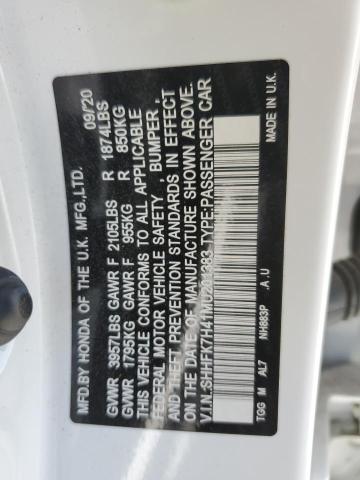 MFD.BY HONDA OF THE U.K. MFG.,LTD. 09/'20
GVWR 3957LBS GAWR F 2105LBS R 1874LBS
GVWR 1795KG GAWR F 955KG R 850KG
THIS VEHICLE CONFORMS TO ALL APPLICABLE
FEDERAL MOTOR VEHICLE SAFETY , BUMPER ,
AND THEFT PREVENTION STANDARDS IN EFFECT
ON THE DATE OF MANUFACTURE SHOWN ABOVE.
TYPE:PASSENGER CAR
TGG M AL7 NH883P .A.U MADE IN U.K.